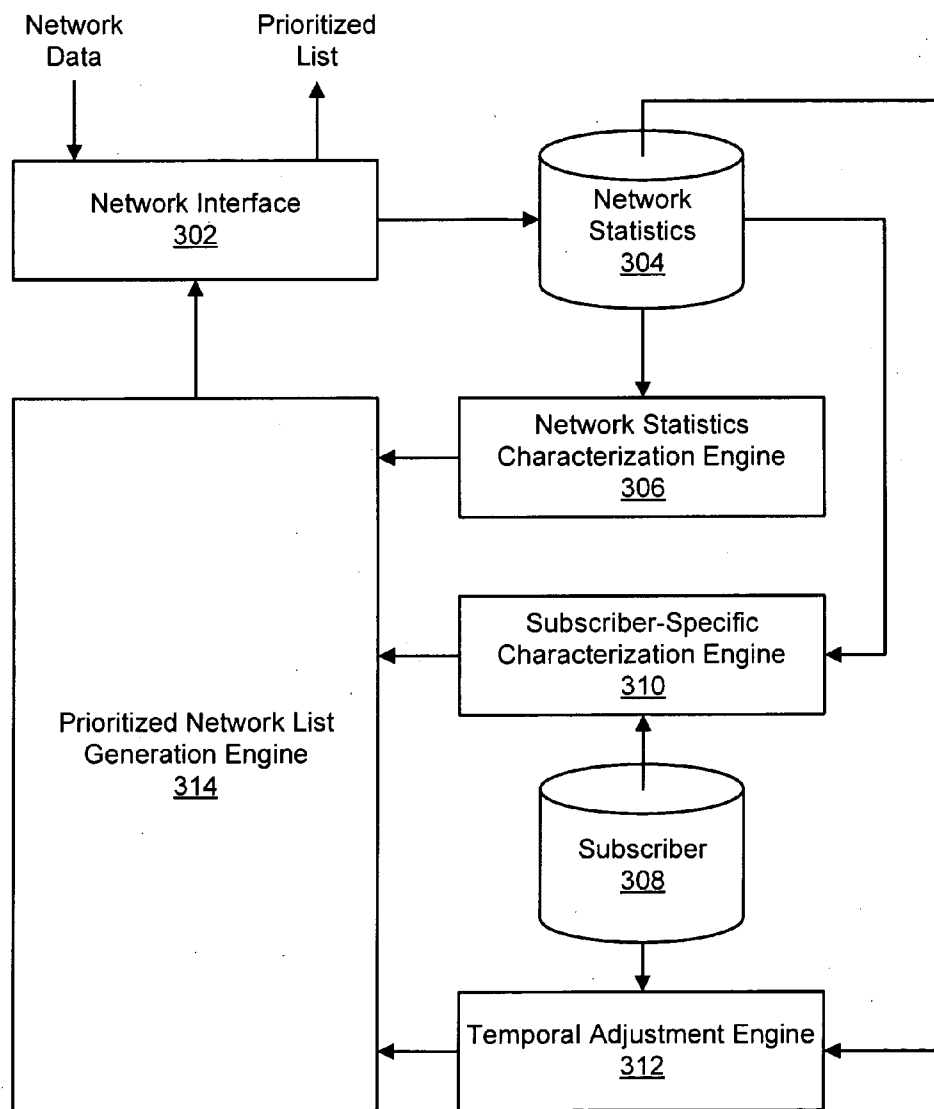 Network
Data
Prioritized
List
Network Interface
302
Network
Statistics
304
Network Statistics
Characterization Engine
306
Subscriber-Specific
Characterization Engine
310
Prioritized Network List
Generation Engine
314
Subscriber
308
Temporal Adjustment Engine
312